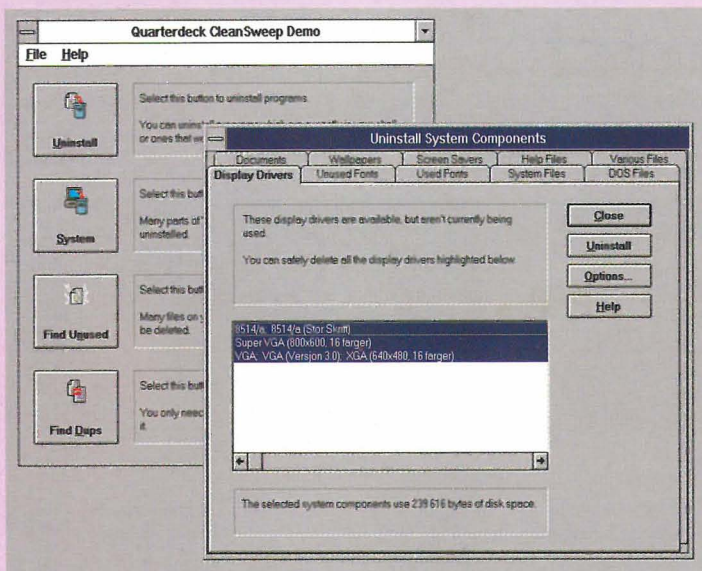 Quarterdeck CleanSweep Demo
File Help
Uninstall
Select this button to uninstall programs.
You can
or ones that
System
Select this
Many parts of
uninstalled.
Find Unused
Select this
Many files on
be deleted.
Find Dups
Select this
You only need
it.
Uninstall System Components
Documents Wallpapers Screen Savers Help Files Various Files
Display Drivers Unused Fonts Used Fonts System Files DOS Files
These display drivers are available, but aren't currently being
used.
You can safely delete all the display drivers highlighted below.
Close
Uninstall
Options...
Help
8514/a; 8514/a (Stor Skrift)
Super VGA (800x600, 16 farger)
VGA; VGA (Version 3.0); XGA (640x480, 16 farger)
The selected system components use 239 616 bytes of disk space.